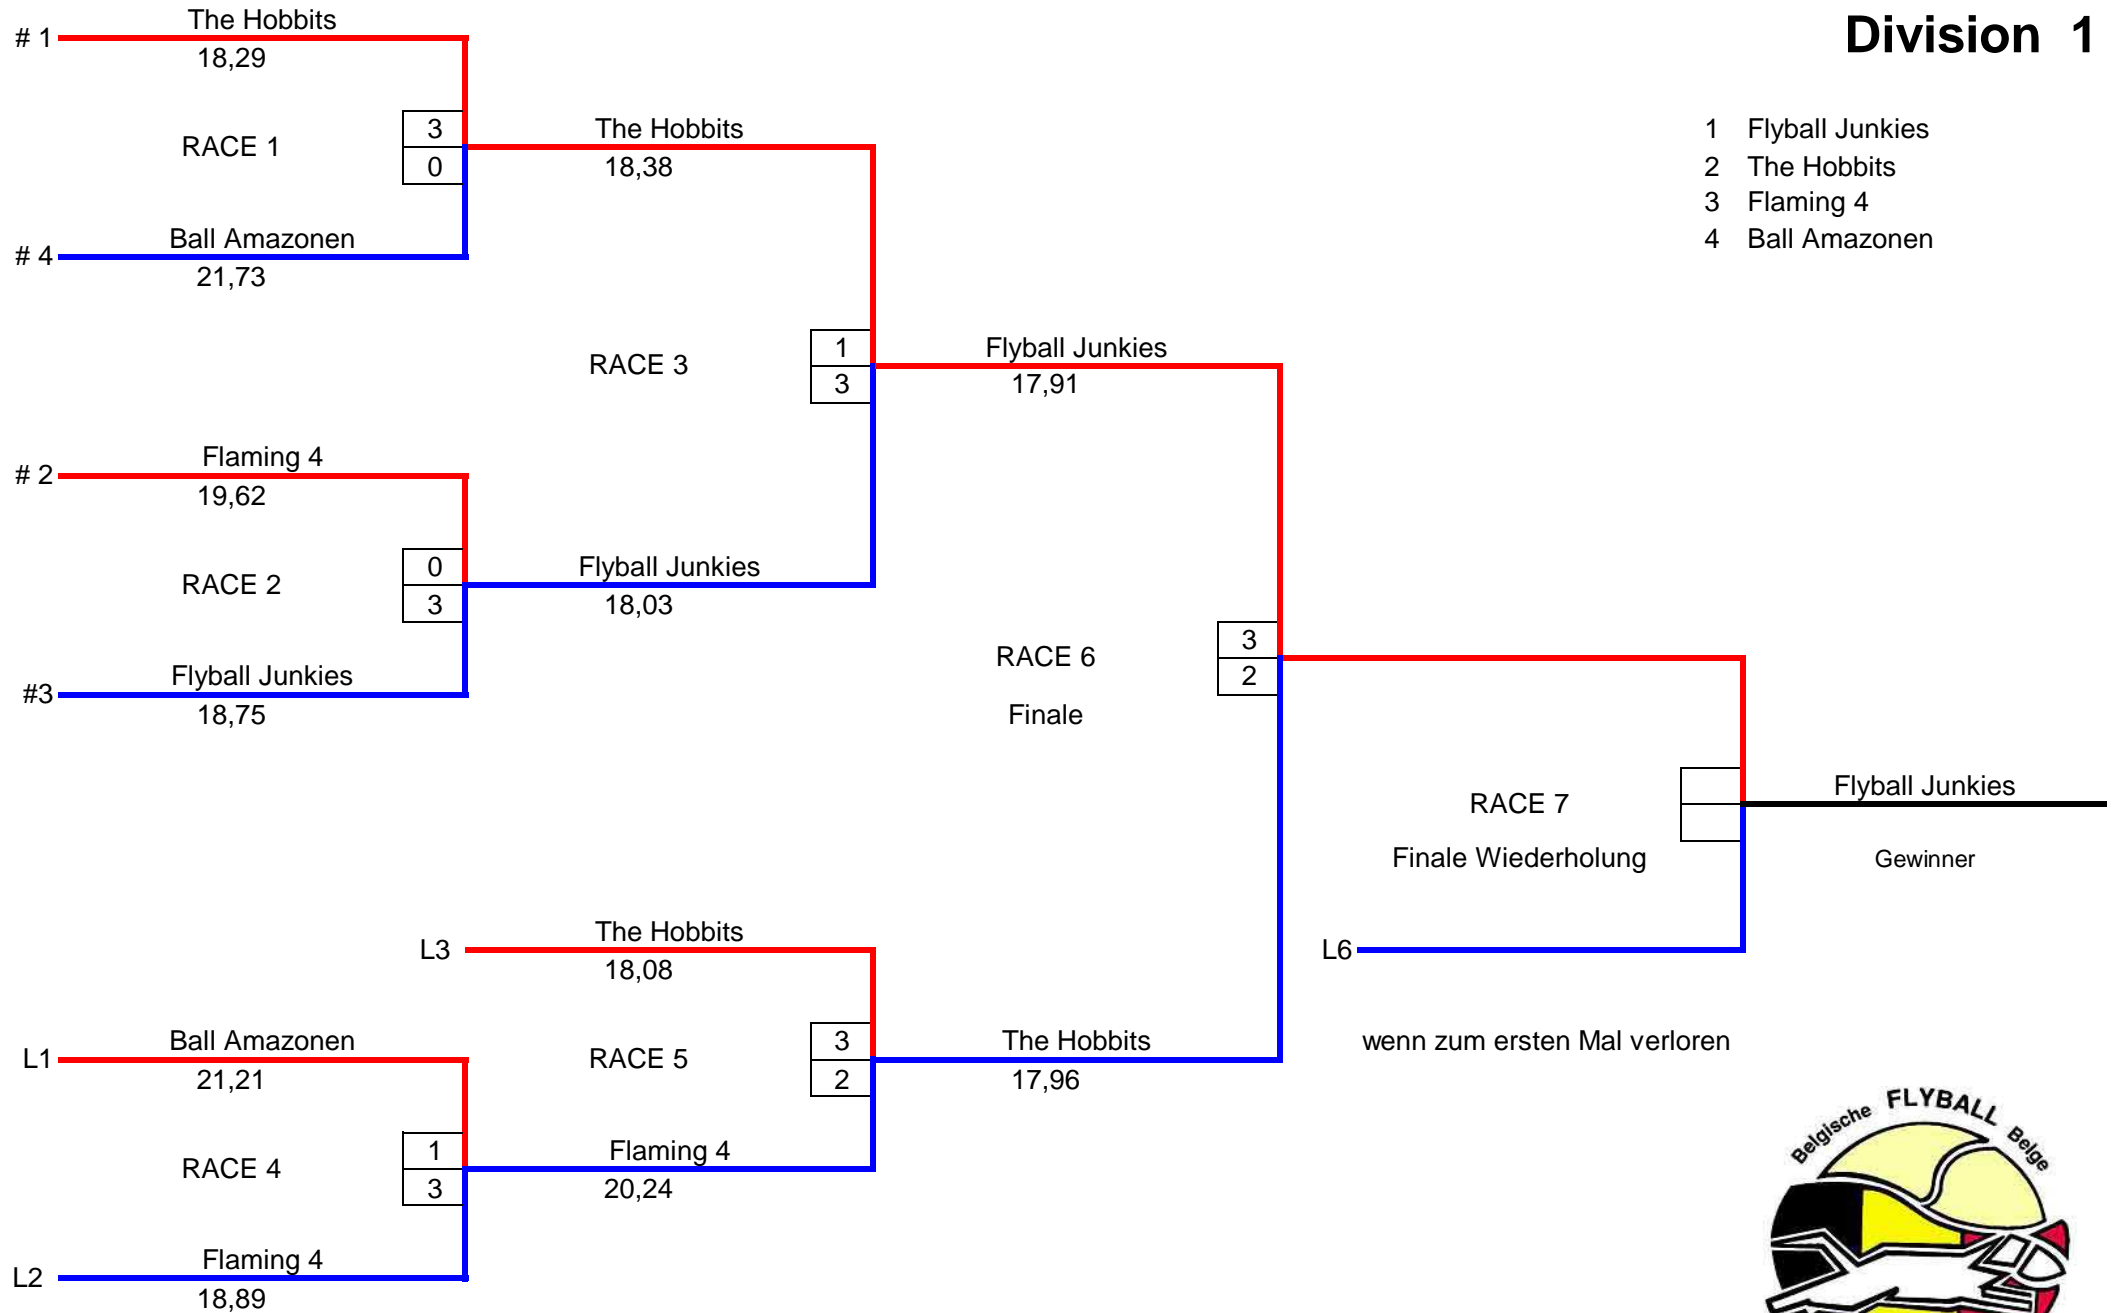 Division 1
# 1
The Hobbits
18,29
RACE 1
3
0
# 4
Ball Amazonen
21,73
The Hobbits
18,38
1 Flyball Junkies
2 The Hobbits
3 Flaming 4
4 Ball Amazonen
RACE 3
1
3
Flyball Junkies
17,91
# 2
Flaming 4
19,62
RACE 2
0
3
#3
Flyball Junkies
18,75
Flyball Junkies
18,03
RACE 6
3
2
Finale
RACE 7
Finale Wiederholung
Flyball Junkies
Gewinner
L3
The Hobbits
18,08
L6
wenn zum ersten Mal verloren
RACE 5
3
2
The Hobbits
17,96
L1
Ball Amazonen
21,21
RACE 4
1
3
Flaming 4
20,24
L2
Flaming 4
18,89
Belgische FLYBALL Belge